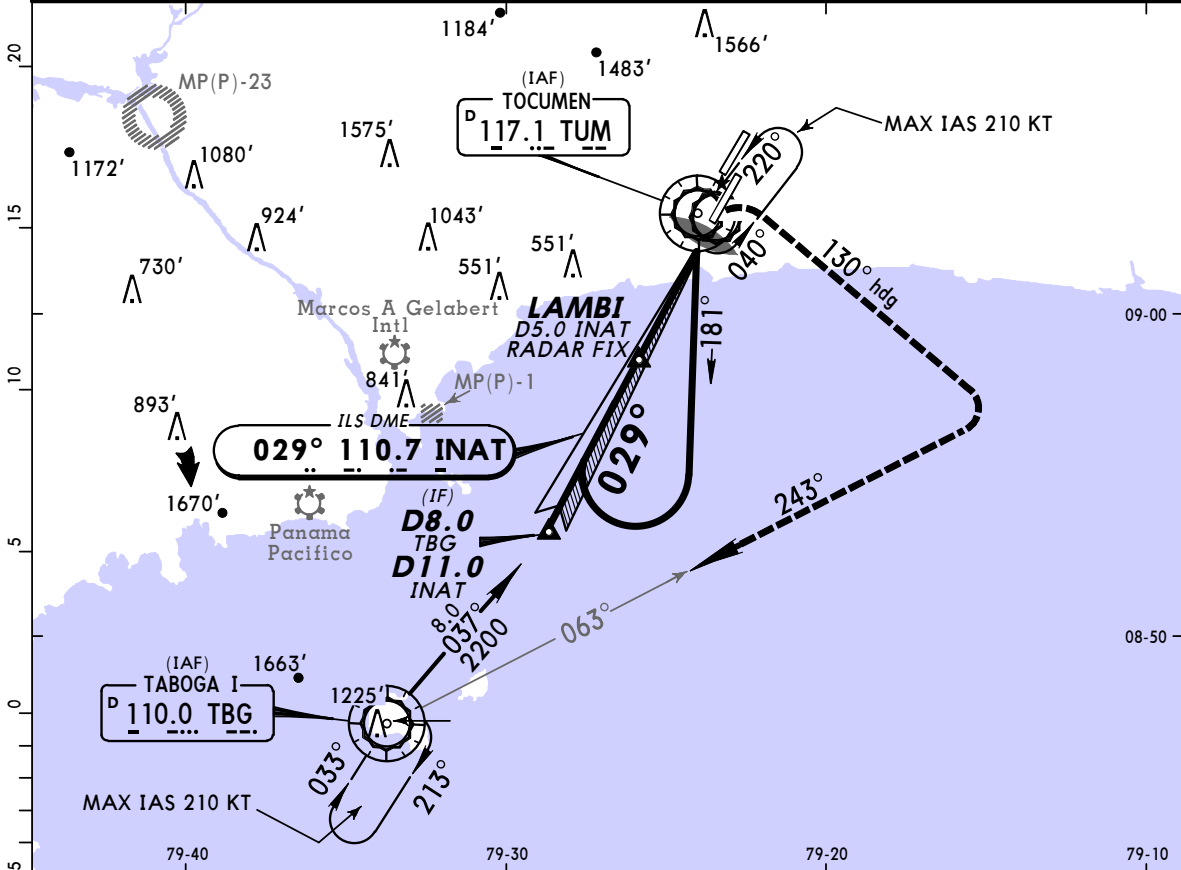 20
15
10
5
0
5
1184'
1566'
(IAF)
1483'
MP(P)-23
TOCUMEN
D 117.1 TUM
MAX IAS 210 KT
1575'
1172'
1080'
220°
924'
1043'
551'
040°
130° hdg
730'
551'
Marcos A Gelabert
Intl
LAMBI
D5.0 INAT
RADAR FIX
181°
09-00
841'
MP(P)-1
893'
ILS DME
029° 110.7 INAT
029°
1670'
(IF)
D8.0
TBG
D11.0
INAT
243°
Panama
Pacifico
8.0
037°
2200
063°
08-50
(IAF)
1663'
TABOGA I
D 110.0 TBG
1225'
033°
213°
MAX IAS 210 KT
79-40
79-30
79-20
79-10